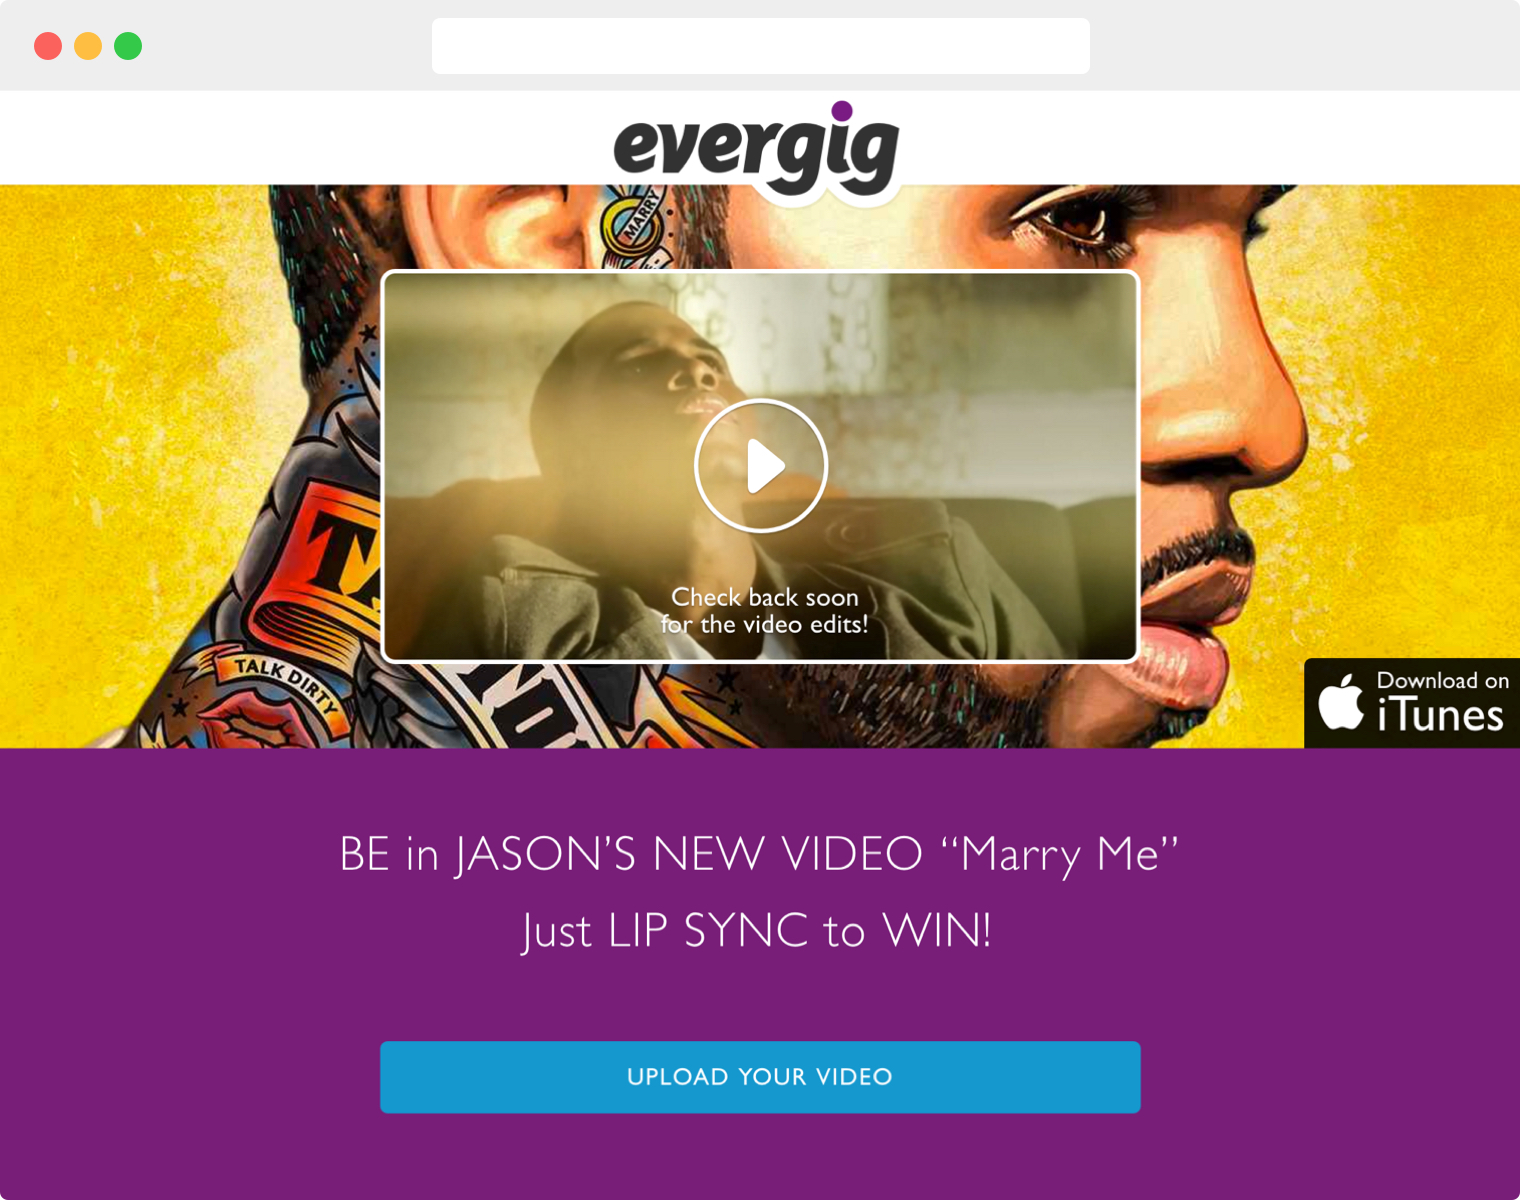 evergig
MARRY
TA
TALK DIRTY
Check back soon
for the video edits!
Download on
iTunes
BE in JASON’S NEW VIDEO “Marry Me”
Just LIP SYNC to WIN!
UPLOAD YOUR VIDEO